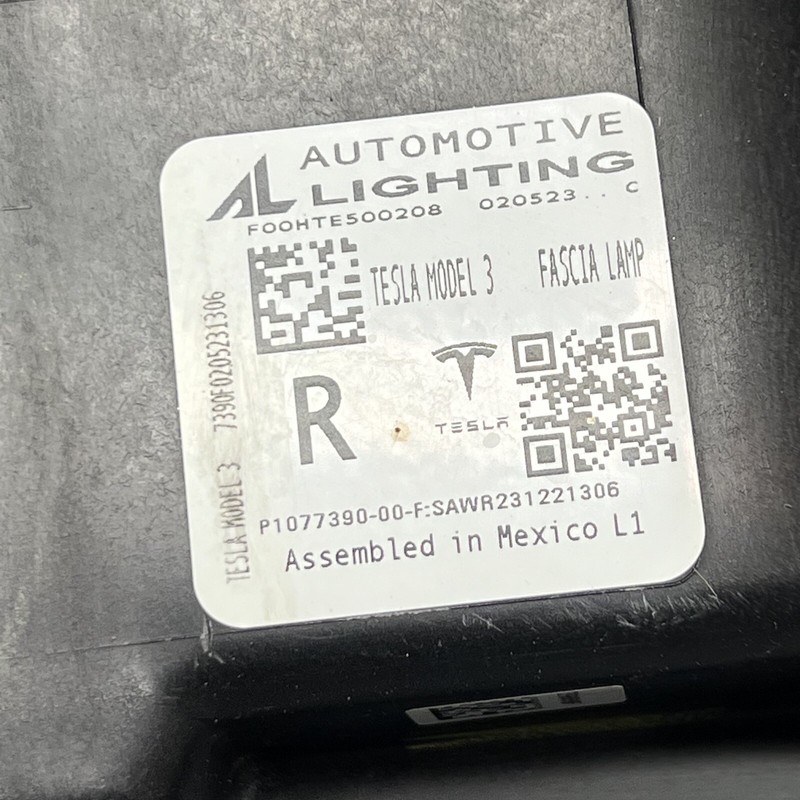 AL AUTOMOTIVE
LIGHTING
F00HTE500208 020523.. C
TESLA MODEL 3 FASCIA LAMP
R
TESLA
P1077390-00-F:SAWR231221306
Assembled in Mexico L1
TESLA MODEL 3 7390F0205231306